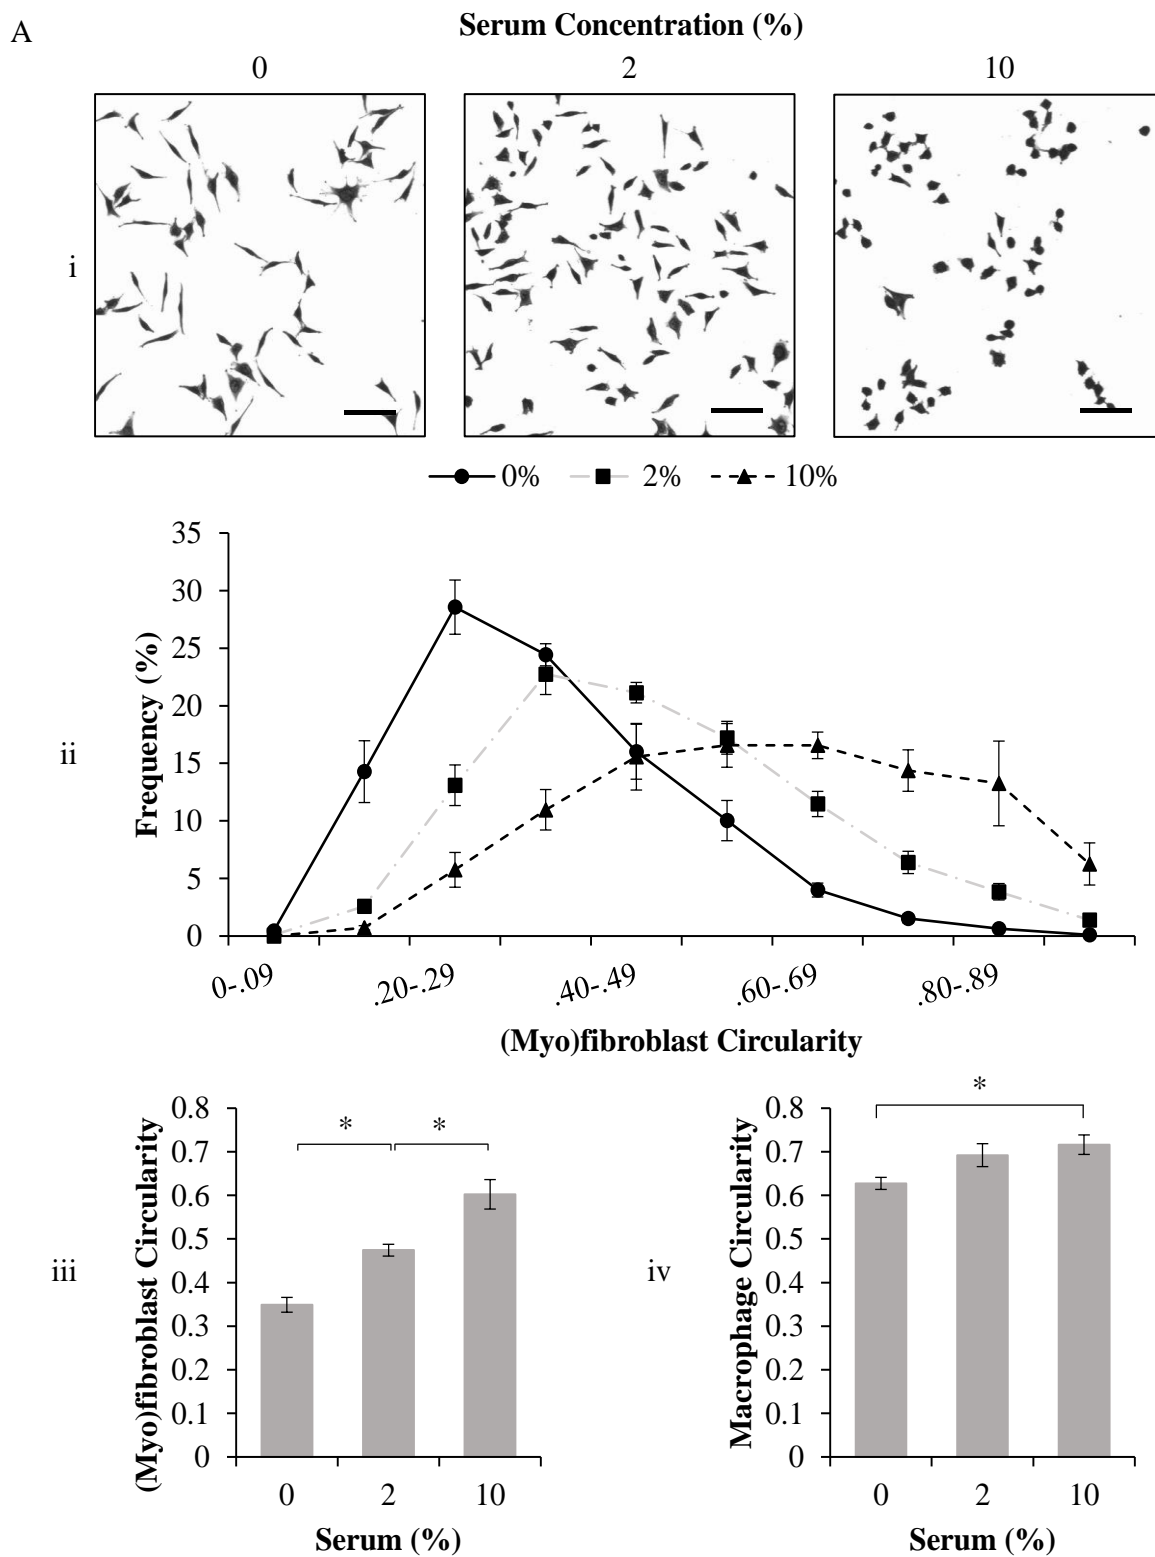 A
Serum Concentration (%)
0 2 10
i
0% 2% 10%
35
30
25
20
15
10
5
0
Frequency (%)
ii
0-.09 .20-.29 .40-.49 .60-.69 .80-.89
(Myo)fibroblast Circularity
* *
0.8
0.7
0.6
0.5
0.4
0.3
0.2
0.1
0
(Myo)fibroblast Circularity
iii
0 2 10
Serum (%)
*
0.8
0.7
0.6
0.5
0.4
0.3
0.2
0.1
0
Macrophage Circularity
iv
0 2 10
Serum (%)